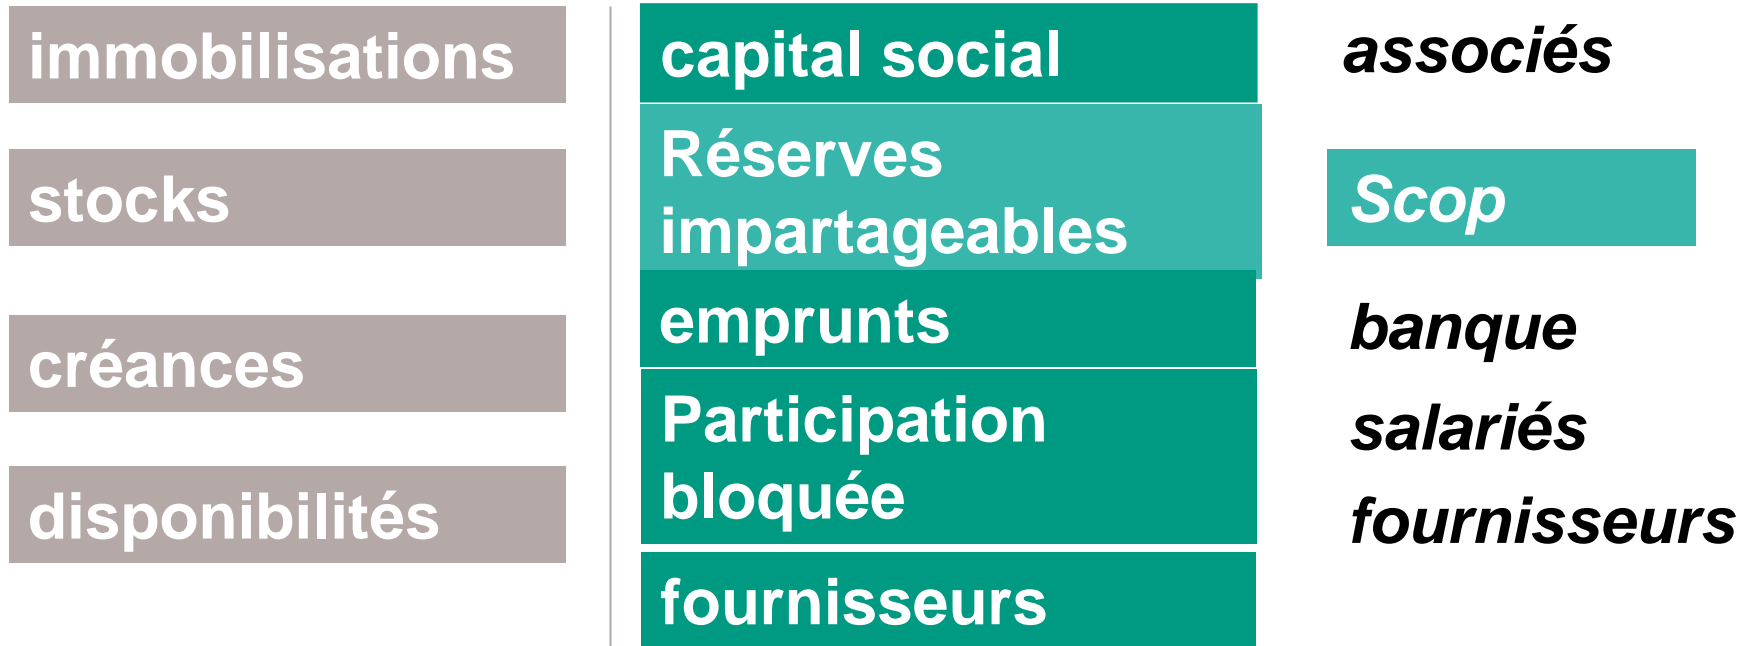 immobilisations
stocks
créances
disponibilités
capital social
Réserves
impartageables
emprunts
Participation
bloquée
fournisseurs
associés
Scop
banque
salariés
fournisseurs